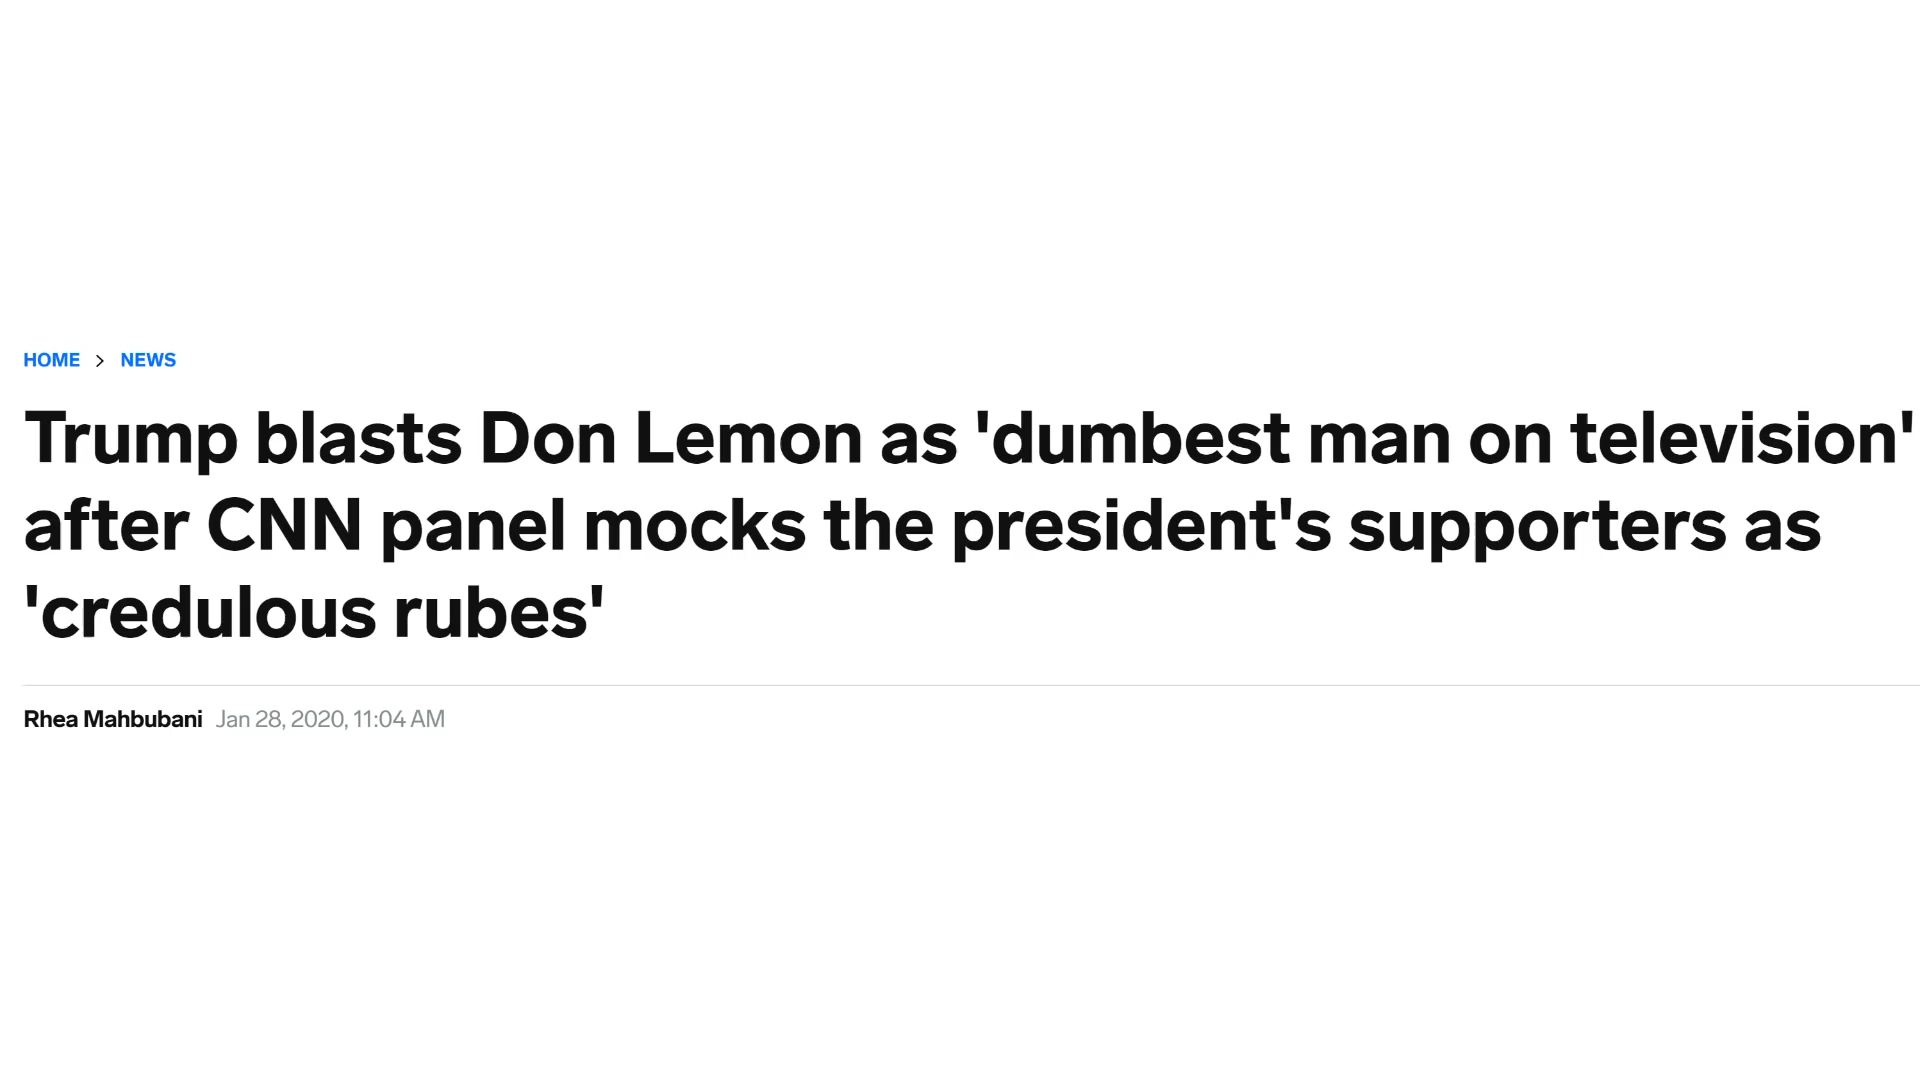 HOME > NEWS
Trump blasts Don Lemon as 'dumbest man on television'
after CNN panel mocks the president's supporters as
'credulous rubes'
Rhea Mahbubani Jan 28, 2020, 11:04 AM